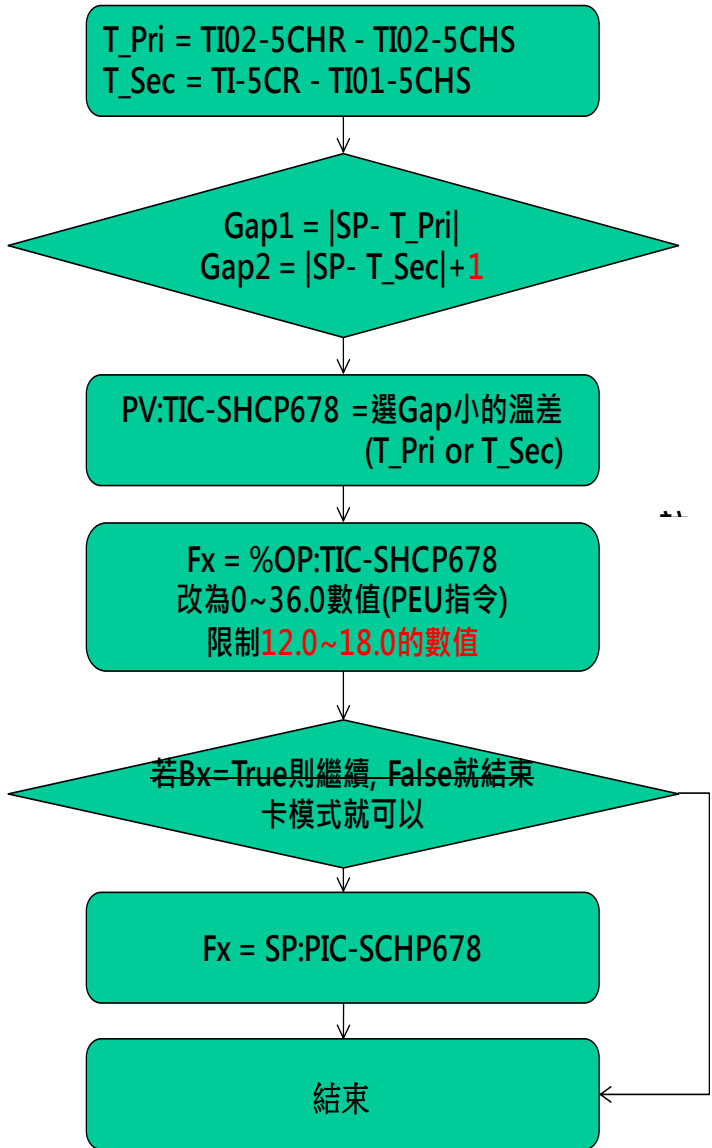 T_Pri = TI02-5CHR - TI02-5CHS
T_Sec = TI-5CR - TI01-5CHS
Gap1 = |SP- T_Pri|
Gap2 = |SP- T_Sec|+1
PV:TIC-SHCP678 =選Gap小的溫差
(T_Pri or T_Sec)
Fx = %OP:TIC-SHCP678
改為0~36.0數值(PEU指令)
限制12.0~18.0的數值
若Bx=True則繼續, False就結束
卡模式就可以
Fx = SP:PIC-SCHP678
結束